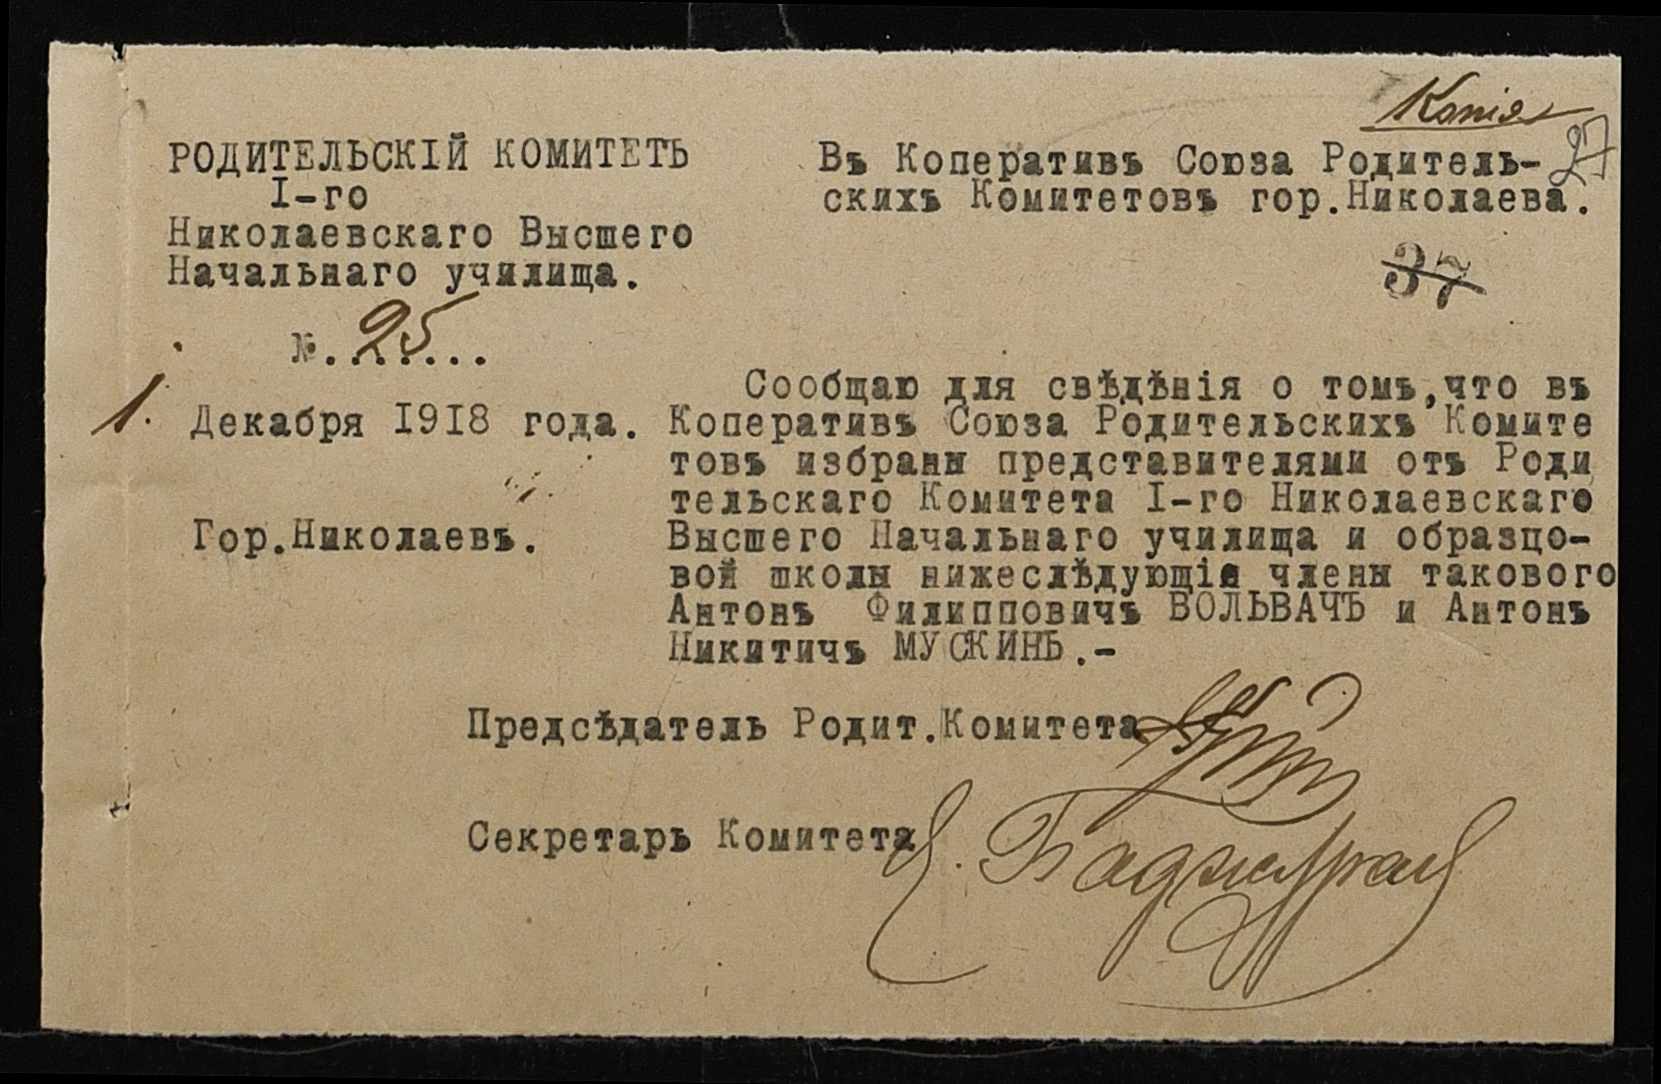 Копія
27
РОДИТЕЛЬСКІЙ КОМИТЕТЪ
I-го
Николаевскаго Высшего
Начальнаго училища.
№. 25 ......
1. Декабря 1918 года.
Гор.Николаевъ.
Въ Коперативъ Союза Родитель-
скихъ Комитетовъ гор.Николаева.
37
Сообщаю для свѣдѣнія о томъ,что въ
Коперативъ Союза Родительскихъ Комите
товъ избраны представителями отъ Роди
тельскаго Комитета I-го Николаевскаго
Высшего Начальнаго училища и образцо-
вой школы нижеслѣдующіе члены такового
Антонъ Филипповичъ ВОЛЬВАЧЪ и Антонъ
Никитичъ МУСКИНЪ.-
Предсѣдатель Родит.Комитета
Секретарь Комитета